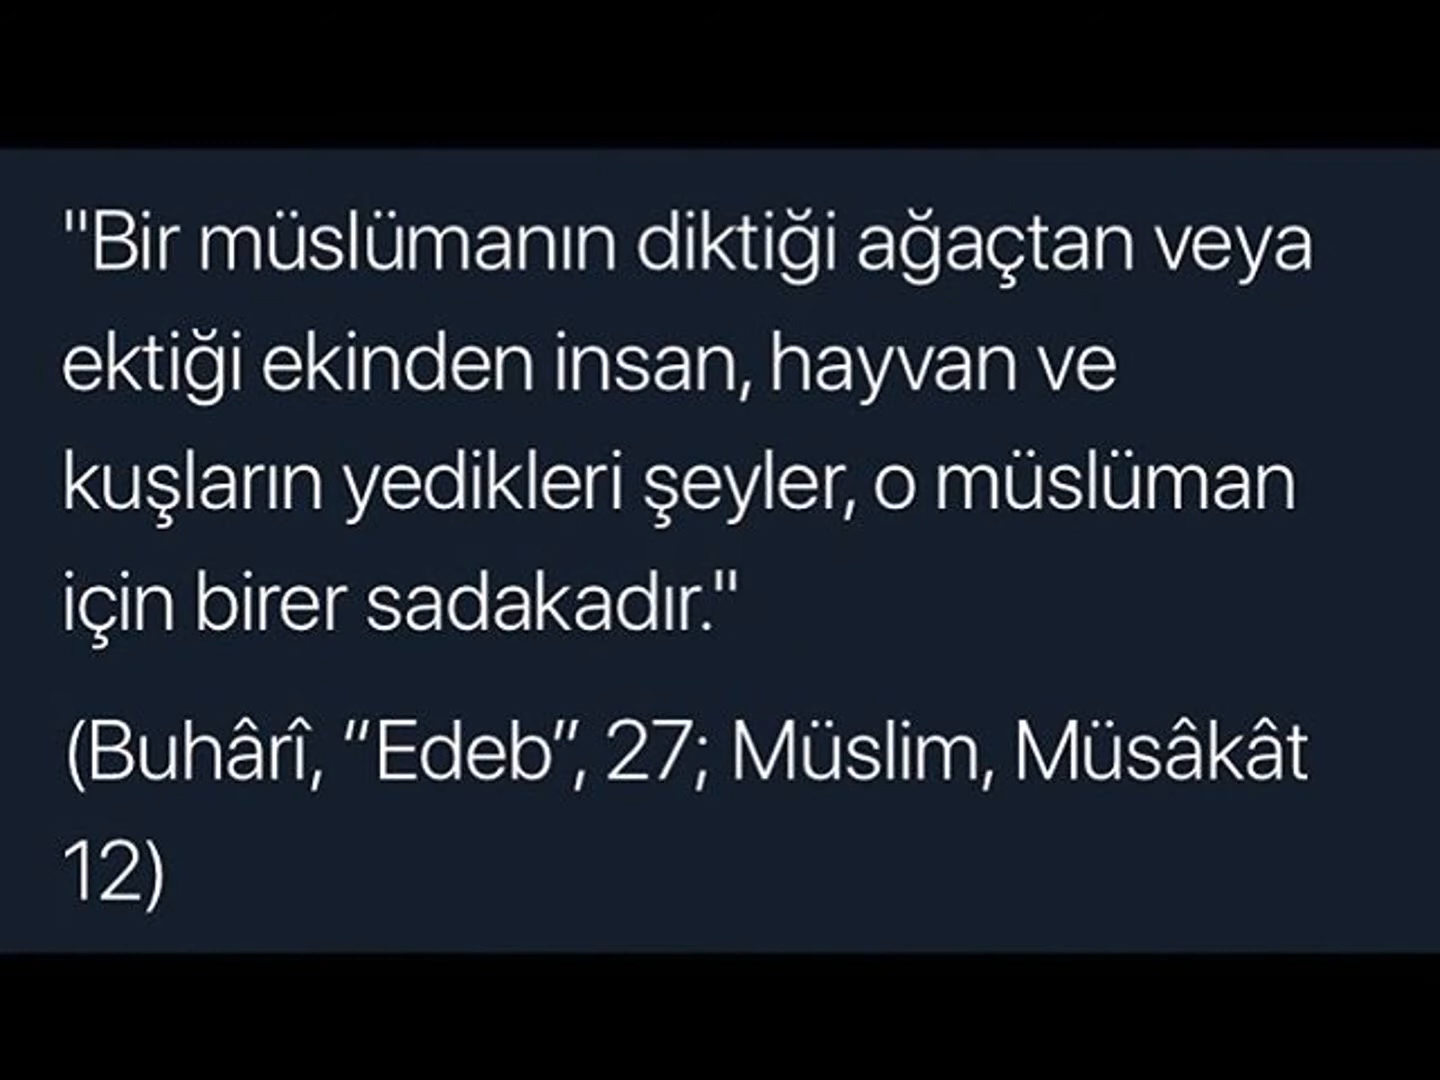 "Bir müslümanın diktiği ağaçtan veya
ektiği ekinden insan, hayvan ve
kuşların yedikleri şeyler, o müslüman
için birer sadakadır."
(Buhârî, “Edeb”, 27; Müslim, Müsâkât
12)